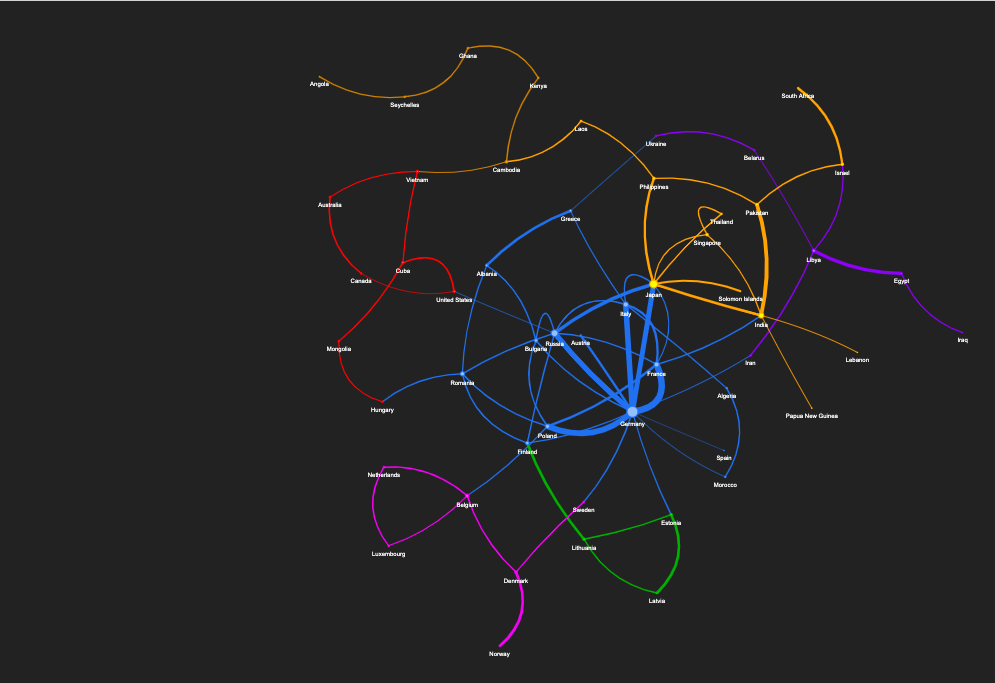 Ghana
Angola
Kenya
South Africa
Seychelles
Laos
Ukraine
Belarus
Cambodia
Israel
Vietnam
Philippines
Australia
Pakistan
Greece
Thailand
Singapore
Libya
Cuba
Albania
Canada
Egypt
Japan
United States
Solomon Islands
Italy
India
Iraq
Russia
Austria
Mongolia
Bulgaria
Lebanon
Iran
France
Romania
Algeria
Hungary
Papua New Guinea
Germany
Poland
Finland
Spain
Netherlands
Morocco
Belgium
Sweden
Estonia
Lithuania
Luxembourg
Denmark
Latvia
Norway